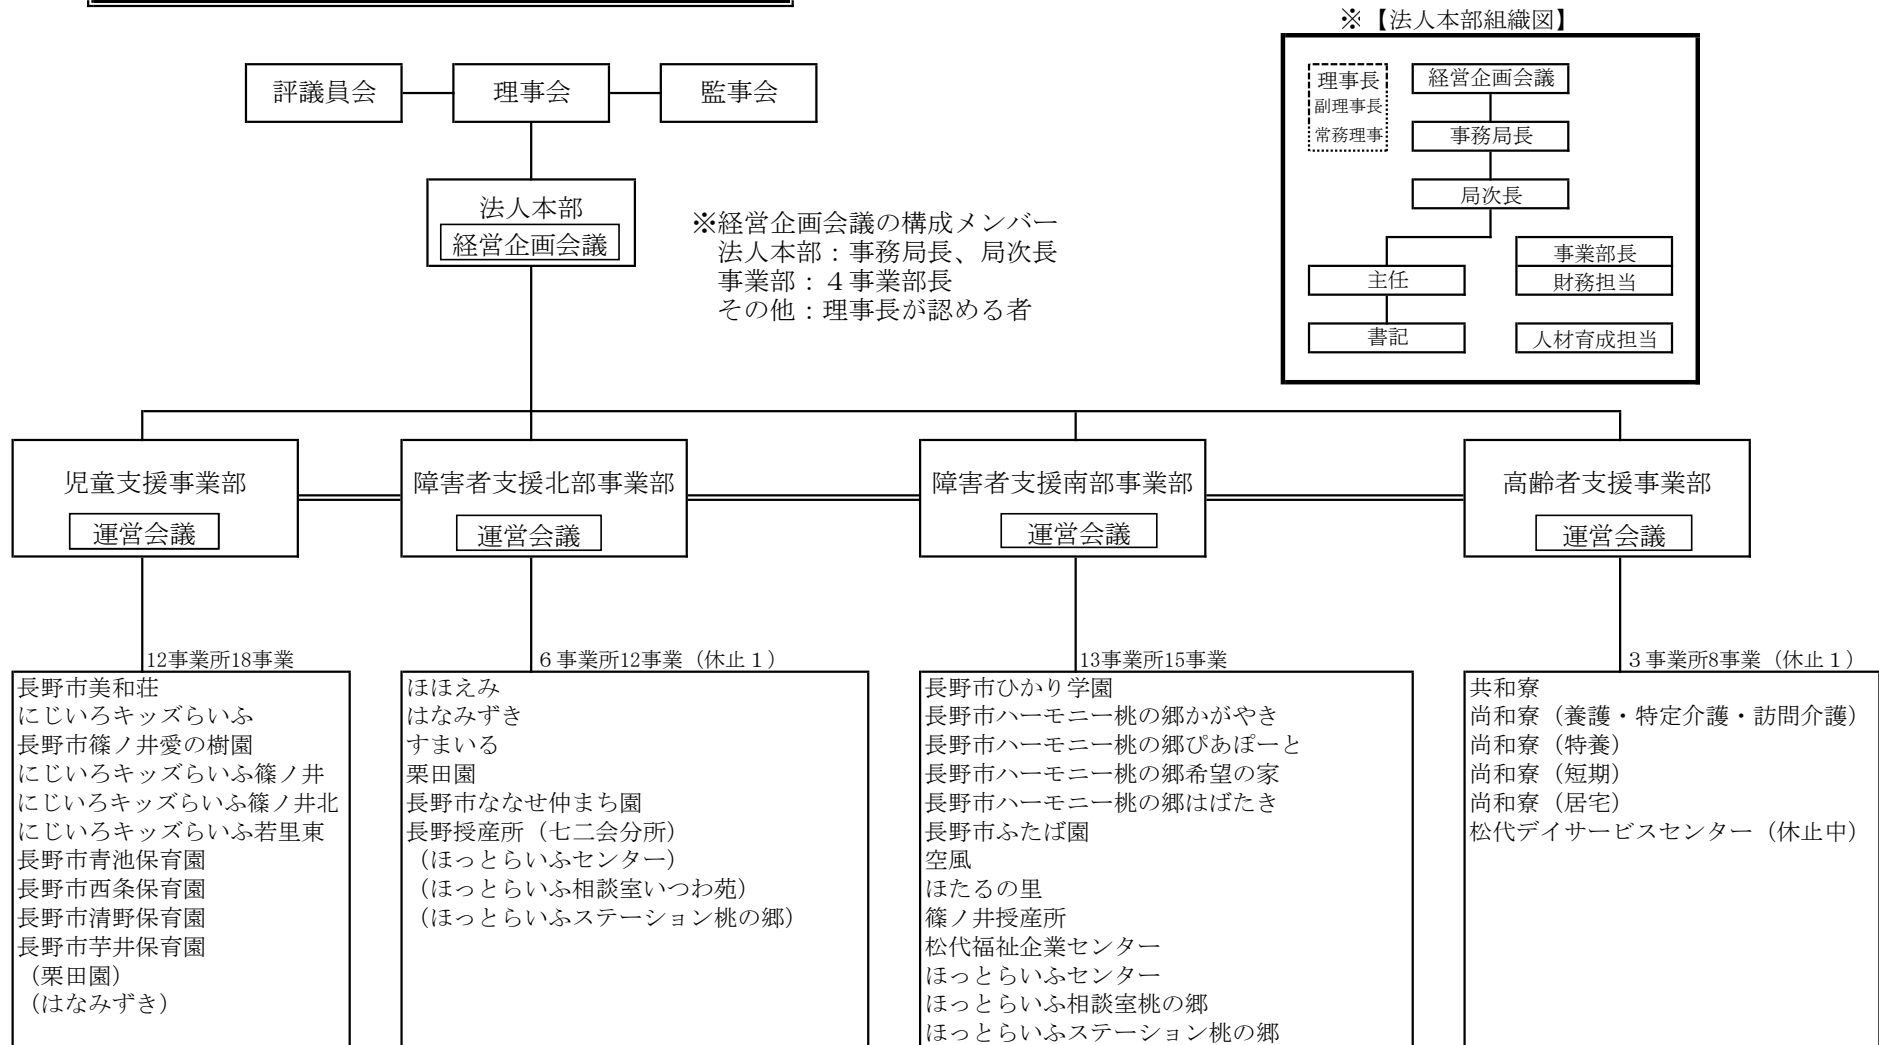 ※【法人本部組織図】
評議員会
理事会
監事会
法人本部
経営企画会議
※経営企画会議の構成メンバー
法人本部：事務局長、局次長
事業部：４事業部長
その他：理事長が認める者
理事長
副理事長
常務理事
経営企画会議
事務局長
局次長
主任
書記
事業部長
財務担当
人材育成担当
児童支援事業部
運営会議
障害者支援北部事業部
運営会議
障害者支援南部事業部
運営会議
高齢者支援事業部
運営会議
12事業所18事業
長野市美和荘
にじいろキッズらいふ
長野市篠ノ井愛の樹園
にじいろキッズらいふ篠ノ井
にじいろキッズらいふ篠ノ井北
にじいろキッズらいふ若里東
長野市青池保育園
長野市西条保育園
長野市清野保育園
長野市芋井保育園
（栗田園）
（はなみずき）
６事業所12事業（休止１）
ほほえみ
はなみずき
すまいる
栗田園
長野市ななせ仲まち園
長野授産所（七二会分所）
（ほっとらいふセンター）
（ほっとらいふ相談室いつわ苑）
（ほっとらいふステーション桃の郷）
13事業所15事業
長野市ひかり学園
長野市ハーモニー桃の郷かがやき
長野市ハーモニー桃の郷ぴあぽーと
長野市ハーモニー桃の郷希望の家
長野市ハーモニー桃の郷はばたき
長野市ふたば園
空風
ほたるの里
篠ノ井授産所
松代福祉企業センター
ほっとらいふセンター
ほっとらいふ相談室桃の郷
ほっとらいふステーション桃の郷
３事業所8事業（休止１）
共和寮
尚和寮（養護・特定介護・訪問介護）
尚和寮（特養）
尚和寮（短期）
尚和寮（居宅）
松代デイサービスセンター（休止中）